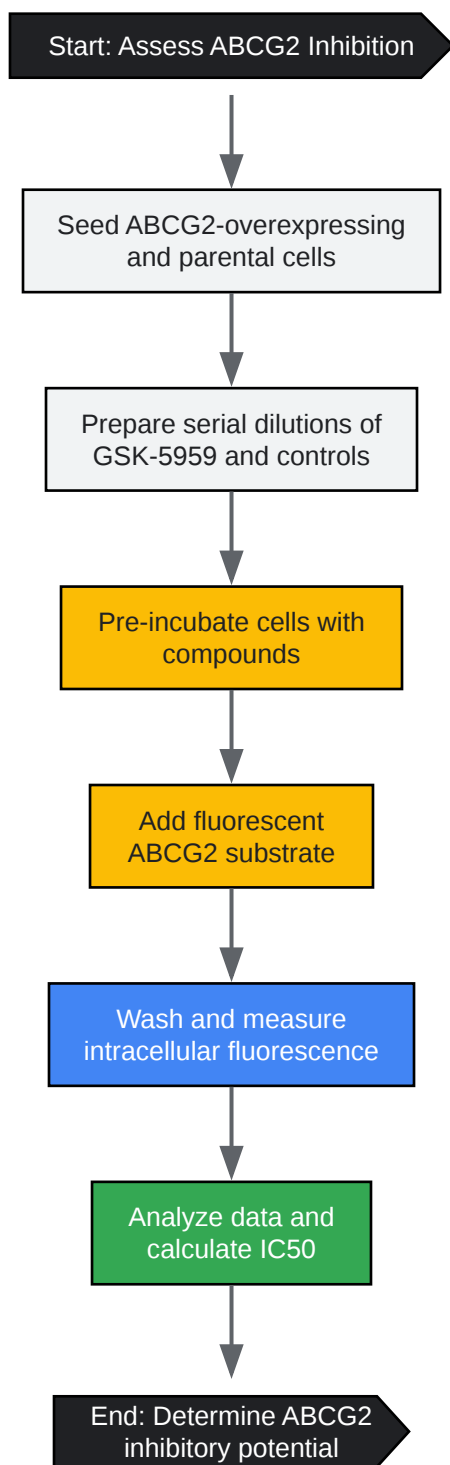 Start: Assess ABCG2 Inhibition
Seed ABCG2-overexpressing
and parental cells
Prepare serial dilutions of
GSK-5959 and controls
Pre-incubate cells with
compounds
Add fluorescent
ABCG2 substrate
Wash and measure
intracellular fluorescence
Analyze data and
calculate IC50
End: Determine ABCG2
inhibitory potential